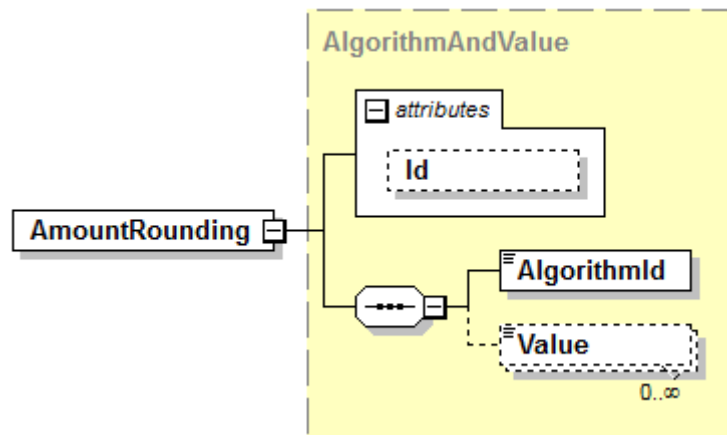 AlgorithmAndValue
attributes
Id
AmountRounding
AlgorithmId
Value
0..∞